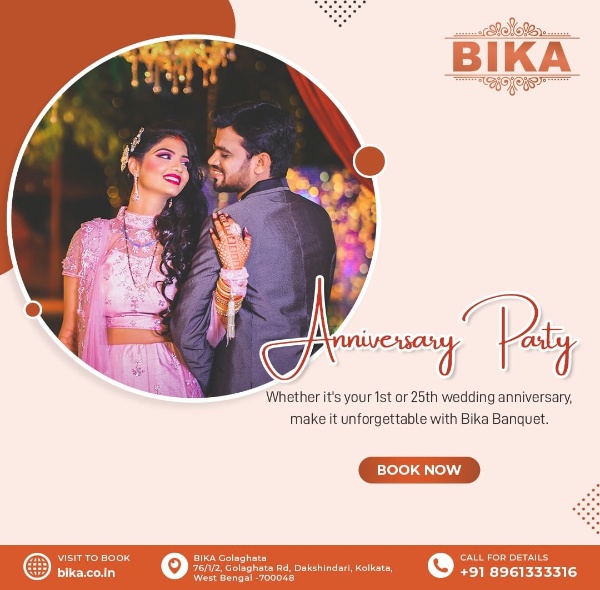 BIKA
Anniversary Party
Whether it's your 1st or 25th wedding anniversary,
make it unforgettable with Bika Banquet.
BOOK NOW
VISIT TO BOOK
bika.co.in
BIKA Golaghata
76/1/2, Golaghata Rd, Dakshindari, Kolkata,
West Bengal -700048
CALL FOR DETAILS
+91 8961333316